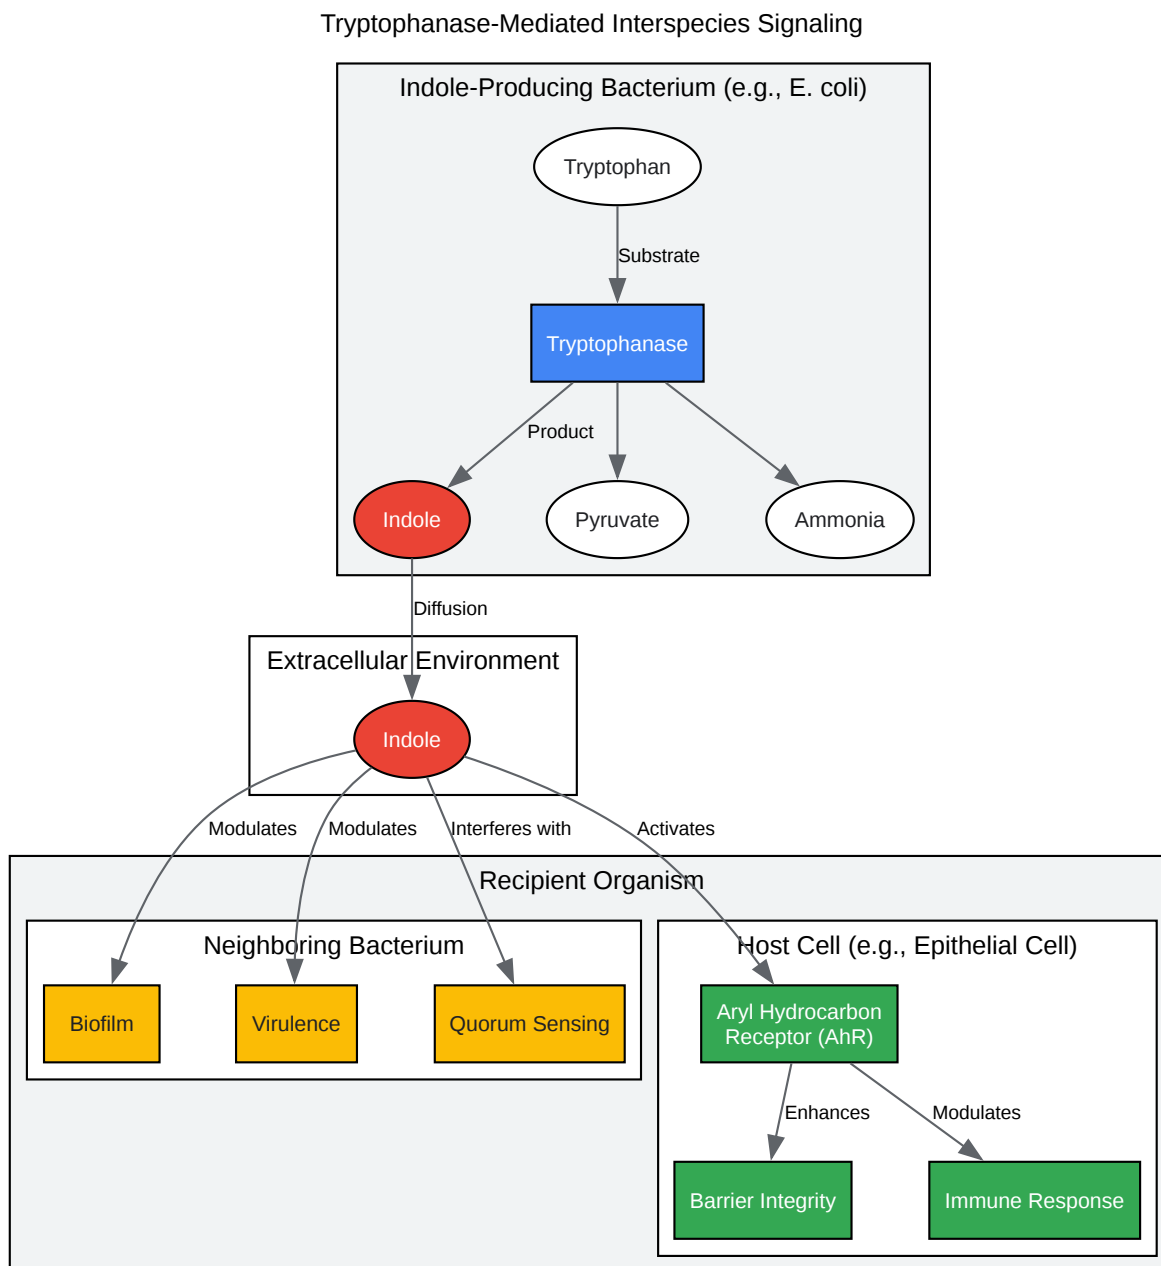 Tryptophanase-Mediated Interspecies Signaling
Indole-Producing Bacterium (e.g., E. coli)
Tryptophan
Substrate
Tryptophanase
Product
Indole
Pyruvate
Ammonia
Diffusion
Extracellular Environment
Indole
Modulates
Modulates
Interferes with
Activates
Recipient Organism
Neighboring Bacterium
Host Cell (e.g., Epithelial Cell)
Biofilm
Virulence
Quorum Sensing
Aryl Hydrocarbon
Receptor (AhR)
Enhances
Modulates
Barrier Integrity
Immune Response